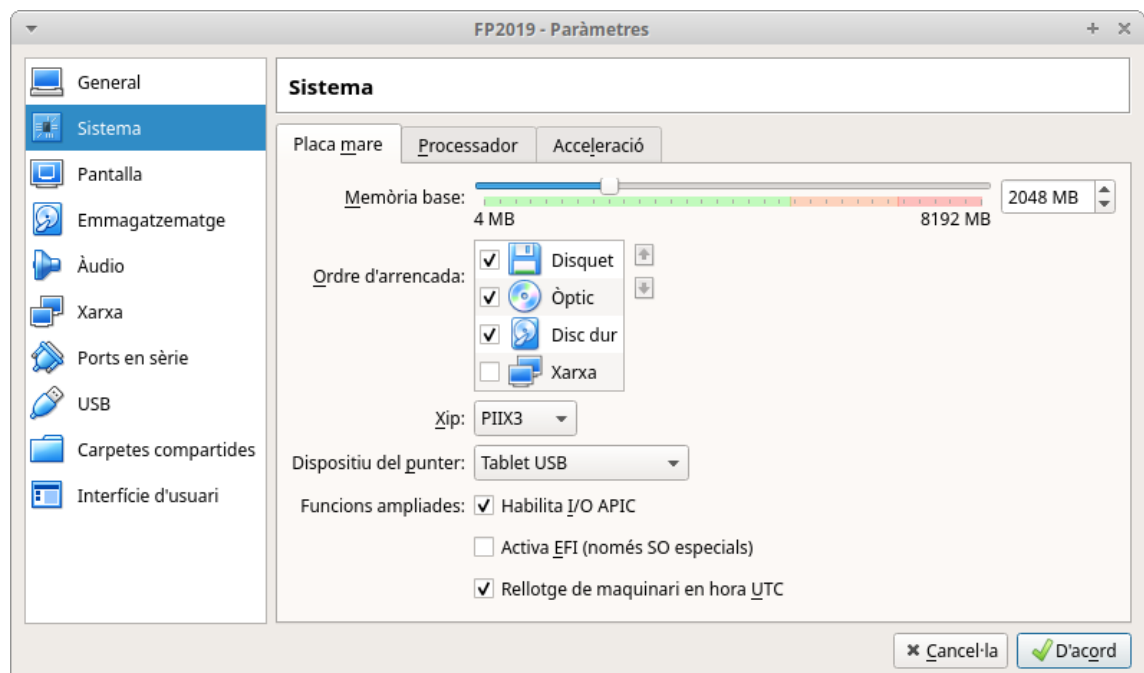 FP2019 - Paràmetres
General
Sistema
Pantalla
Emmagatzematge
Àudio
Xarxa
Ports en sèrie
USB
Carpetes compartides
Interfície d'usuari
Sistema
Placa mare
Processador
Acceleració
Memòria base:
2048 MB
4 MB
8192 MB
Ordre d'arrencada:
Disquet
Òptic
Disc dur
Xarxa
Xip: PIIX3
Dispositiu del punter: Tablet USB
Funcions ampliades: Habilita I/O APIC
Activa EFI (només SO especials)
Rellotge de maquinari en hora UTC
Cancel·la
D'acord